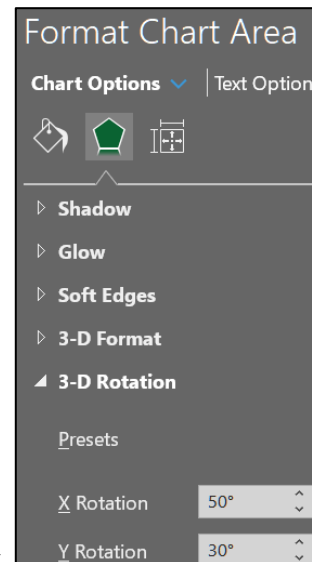 Format Chart Area
Chart Options Text Option
Shadow
Glow
Soft Edges
3-D Format
3-D Rotation
Presets
X Rotation 50°
Y Rotation 30°